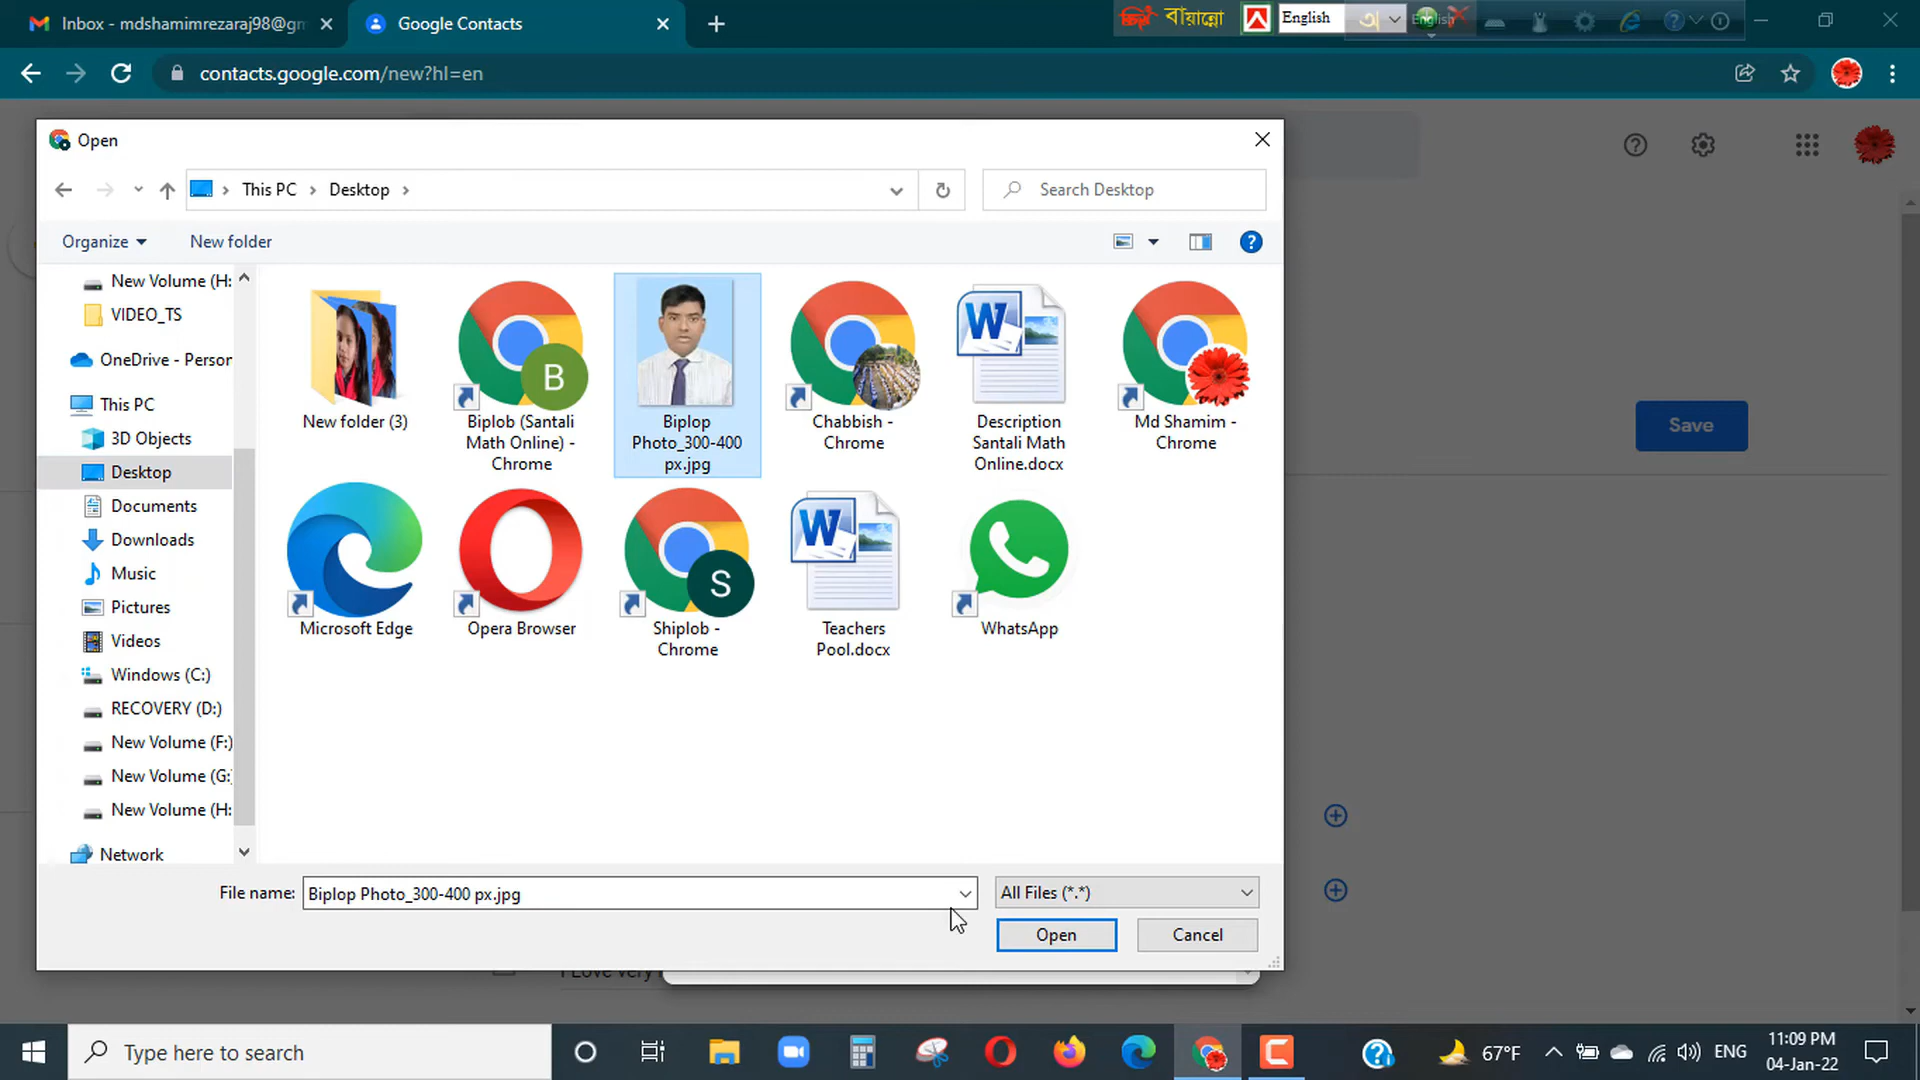 Inbox - mdshamimrezaraj98@gm
Google Contacts
চিঠি বায়ান্নো
English
অ
English
contacts.google.com/new?hl=en
Open
This PC
Desktop
Search Desktop
Organize
New folder
New Volume (H:
VIDEO_TS
OneDrive - Person
This PC
3D Objects
Desktop
Documents
Downloads
Music
Pictures
Videos
Windows (C:)
RECOVERY (D:)
New Volume (F:)
New Volume (G:
New Volume (H:
Network
New folder (3)
B
Biplob (Santali
Math Online) -
Chrome
Biplop
Photo_300-400
px.jpg
Chabbish -
Chrome
W
Description
Santali Math
Online.docx
Md Shamim -
Chrome
Microsoft Edge
Opera Browser
S
Shiplob -
Chrome
W
Teachers
Pool.docx
WhatsApp
Save
File name:
Biplop Photo_300-400 px.jpg
All Files (*.*)
Open
Cancel
I Love very
Type here to search
67°F
ENG
11:09 PM
04-Jan-22